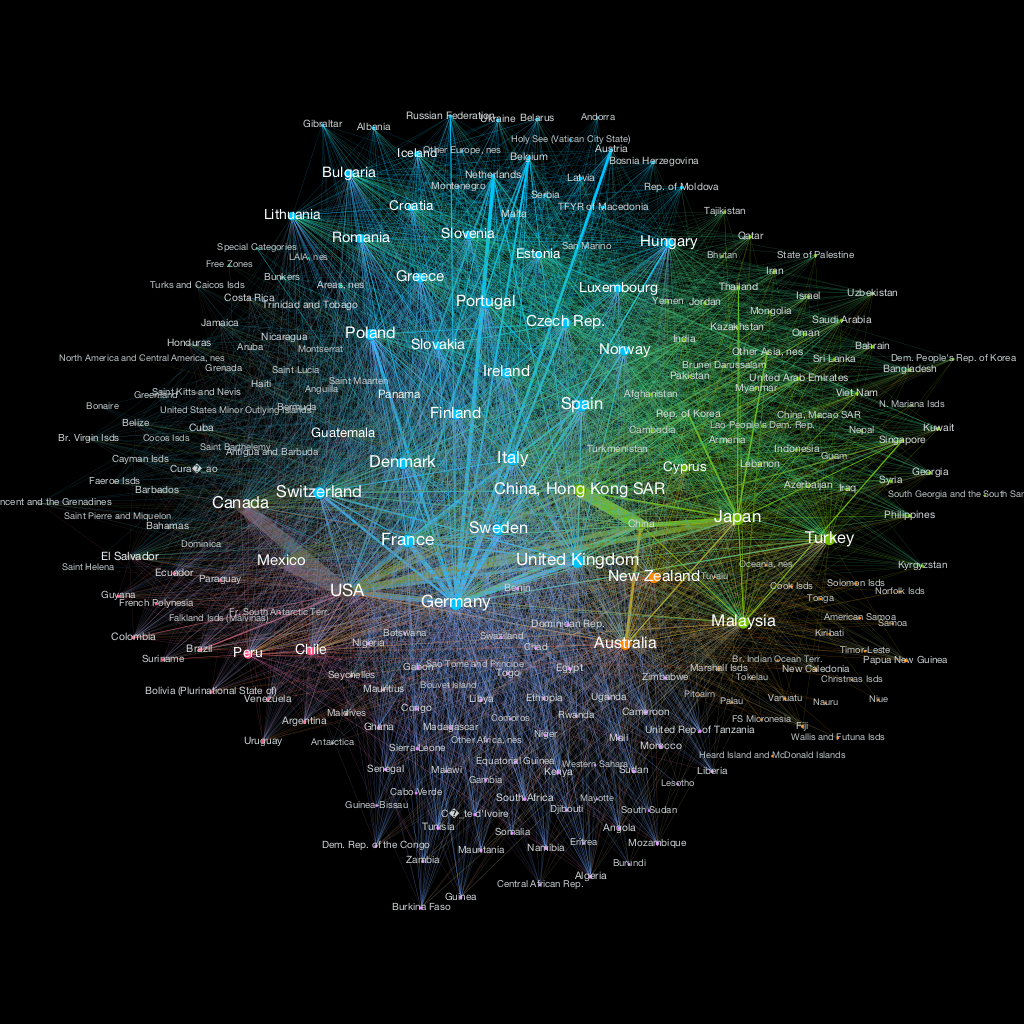 Russian Federation
Ukraine
Belarus
Andorra
Gibraltar
Albania
Holy See (Vatican City State)
Iceland
Other Europe, nes
Belgium
Austria
Bosnia Herzegovina
Bulgaria
Netherlands
Montenegro
Latvia
Serbia
Rep. of Moldova
Croatia
Malta
TFYR of Macedonia
Tajikistan
Lithuania
Romania
Slovenia
Qatar
Hungary
Special Categories
LAIA, nes
San Marino
Estonia
Bhutan
State of Palestine
Free Zones
Bunkers
Greece
Iran
Turks and Caicos Isds
Areas, nes
Luxembourg
Thailand
Uzbekistan
Costa Rica
Trinidad and Tobago
Portugal
Yemen
Jordan
Israel
Mongolia
Jamaica
Czech Rep.
Kazakhstan
Saudi Arabia
Nicaragua
Poland
Oman
Honduras
Aruba
Montserrat
Slovakia
Norway
India
Bahrain
North America and Central America, nes
Other Asia, nes
Sri Lanka
Dem. People's Rep. of Korea
Grenada
Saint Lucia
Ireland
Brunei Darussalam
Bangladesh
Haiti
Saint Maarten
Pakistan
United Arab Emirates
Saint Kitts and Nevis
Greenland
Anguilla
Panama
Afghanistan
Myanmar
Viet Nam
Bonaire
United States Minor Outlying Islands
Bermuda
Finland
Spain
Rep. of Korea
China, Macao SAR
N. Mariana Isds
Belize
Cuba
Guatemala
Cambodia
Lao People's Dem. Rep.
Nepal
Kuwait
Br. Virgin Isds
Cocos Isds
Saint Barthelemy
Antigua and Barbuda
Turkmenistan
Armenia
Indonesia
Singapore
Cayman Isds
Cura�_ao
Denmark
Italy
Cyprus
Lebanon
Guam
Georgia
Faeroe Isds
Barbados
Switzerland
China, Hong Kong SAR
Azerbaijan
Iraq
Syria
South Georgia and the South San
ncent and the Grenadines
Canada
Saint Pierre and Miquelon
Bahamas
Sweden
China
Japan
Philippines
Dominica
France
Turkey
El Salvador
Mexico
United Kingdom
Oceania, nes
Kyrgyzstan
Saint Helena
Ecuador
Paraguay
USA
Benin
New Zealand
Tuvalu
Cook Isds
Solomon Isds
Norfolk Isds
Guyana
French Polynesia
Fr. South Antarctic Terr.
Falkland Isds (Malvinas)
Germany
Tonga
American Samoa
Samoa
Colombia
Botswana
Swaziland
Dominican Rep.
Malaysia
Kiribati
Brazil
Peru
Chile
Nigeria
Chad
Australia
Timor-Leste
Suriname
Gabon
Sao Tome and Principe
Togo
Egypt
Marshall Isds
Br. Indian Ocean Terr.
New Caledonia
Papua New Guinea
Seychelles
Zimbabwe
Tokelau
Christmas Isds
Bolivia (Plurinational State of)
Venezuela
Mauritius
Bouvet Island
Libya
Ethiopia
Uganda
Pitcairn
Palau
Vanuatu
Nauru
Niue
Maldives
Congo
Comoros
Rwanda
Cameroon
FS Micronesia
Argentina
Ghana
Madagascar
Niger
Mali
United Rep. of Tanzania
Fiji
Wallis and Futuna Isds
Uruguay
Antarctica
Sierra Leone
Other Africa, nes
Morocco
Heard Island and McDonald Islands
Senegal
Malawi
Equatorial Guinea
Kenya
Western Sahara
Sudan
Liberia
Gambia
Lesotho
Cabo Verde
Guinea-Bissau
South Africa
Mayotte
Djibouti
South Sudan
C�_te d'Ivoire
Tunisia
Somalia
Angola
Dem. Rep. of the Congo
Mauritania
Namibia
Eritrea
Mozambique
Zambia
Burundi
Algeria
Central African Rep.
Guinea
Burkina Faso